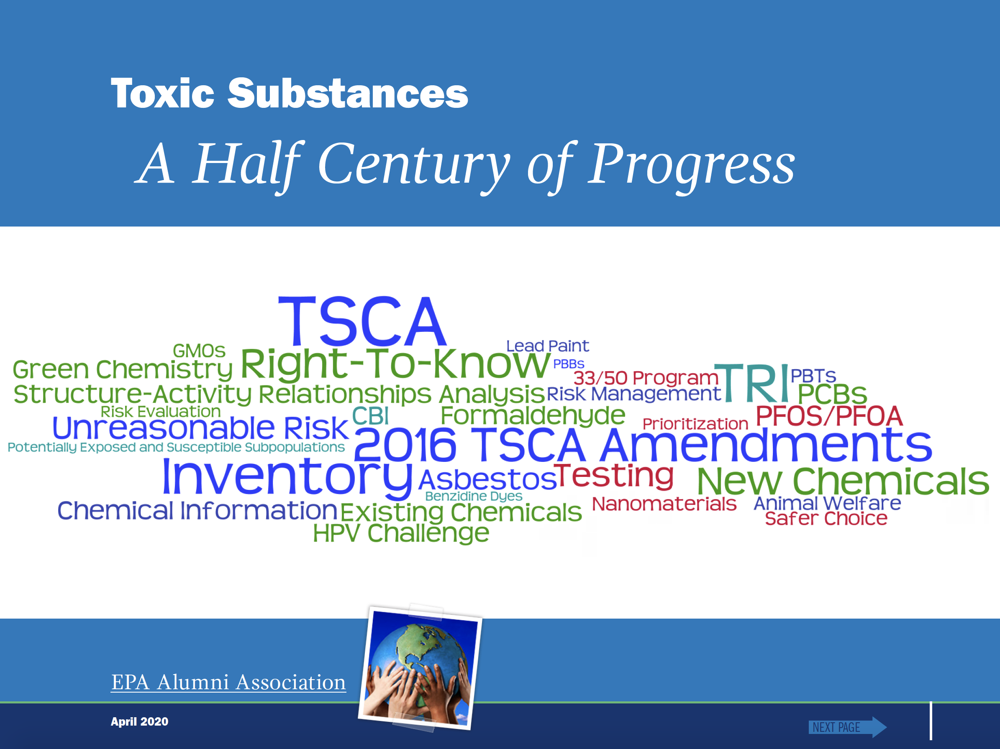 Toxic Substances
A Half Century of Progress
TSCA
GMOs
Lead Paint
Green Chemistry
Right-To-Know
PBBs
33/50 Program
TRI
PBTs
Structure-Activity Relationships Analysis
Risk Management
PCBs
Risk Evaluation
CBI
Formaldehyde
Prioritization
PFOS/PFOA
Unreasonable Risk
2016 TSCA Amendments
Potentially Exposed and Susceptible Subpopulations
Inventory
Asbestos
Testing
New Chemicals
Benzidine Dyes
Chemical Information
Existing Chemicals
Nanomaterials
Animal Welfare
Safer Choice
HPV Challenge
EPA Alumni Association
April 2020
NEXT PAGE